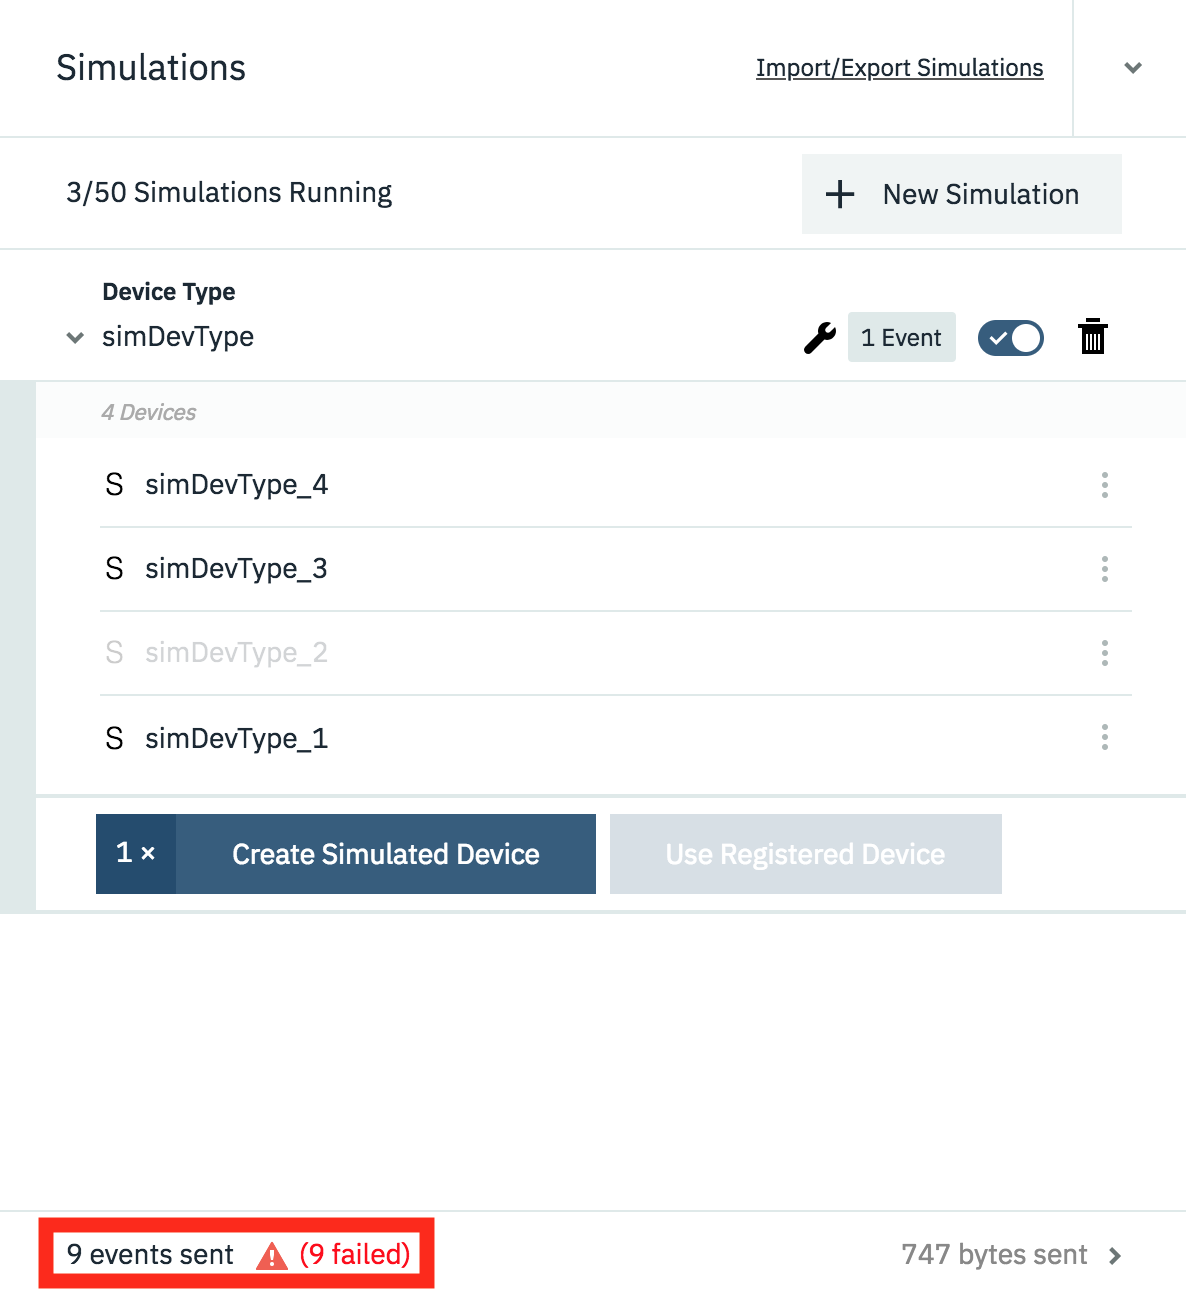 Simulations
Import/Export Simulations
3/50 Simulations Running
New Simulation
Device Type
simDevType
1 Event
4 Devices
S simDevType_4
S simDevType_3
S simDevType_2
S simDevType_1
1 ×
Create Simulated Device
Use Registered Device
9 events sent (9 failed)
747 bytes sent